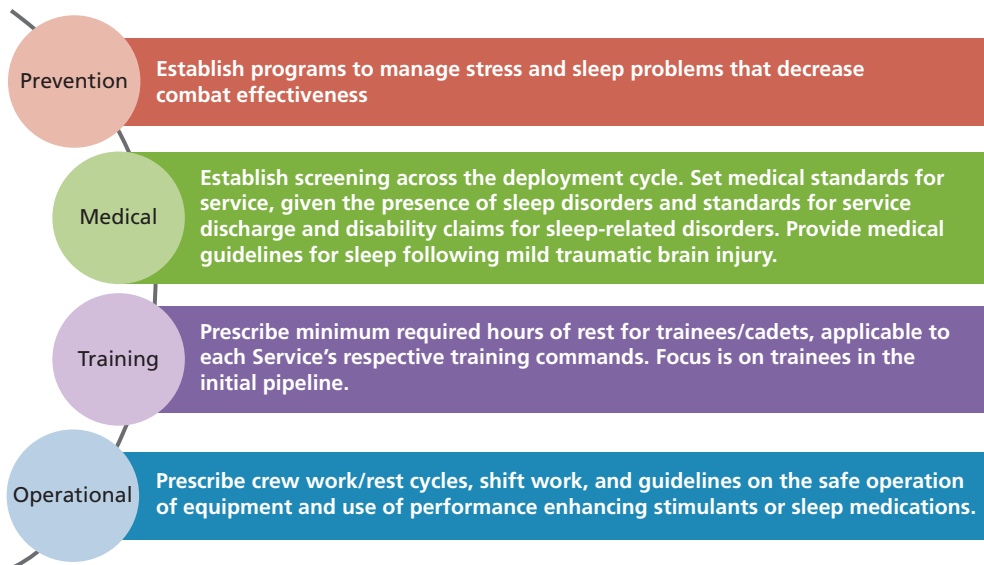 Prevention
Establish programs to manage stress and sleep problems that decrease
combat effectiveness
Medical
Establish screening across the deployment cycle. Set medical standards for
service, given the presence of sleep disorders and standards for service
discharge and disability claims for sleep-related disorders. Provide medical
guidelines for sleep following mild traumatic brain injury.
Training
Prescribe minimum required hours of rest for trainees/cadets, applicable to
each Service’s respective training commands. Focus is on trainees in the
initial pipeline.
Operational
Prescribe crew work/rest cycles, shift work, and guidelines on the safe operation
of equipment and use of performance enhancing stimulants or sleep medications.